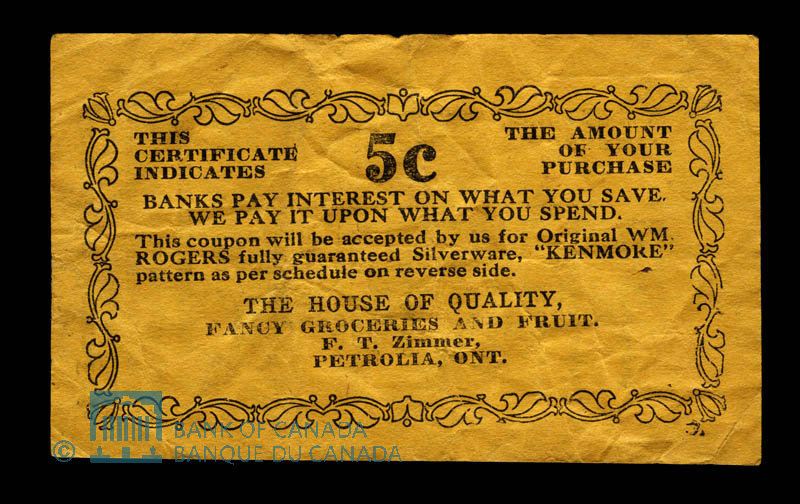 THIS
CERTIFICATE
INDICATES
5c
THE AMOUNT
OF YOUR
PURCHASE
BANKS PAY INTEREST ON WHAT YOU SAVE.
WE PAY IT UPON WHAT YOU SPEND.
This coupon will be accepted by us for Original WM.
ROGERS fully guaranteed Silverware, "KENMORE"
pattern as per schedule on reverse side.
THE HOUSE OF QUALITY,
FANCY GROCERIES AND FRUIT.
F. T. Zimmer,
PETROLIA, ONT.
© BANK OF CANADA
BANQUE DU CANADA